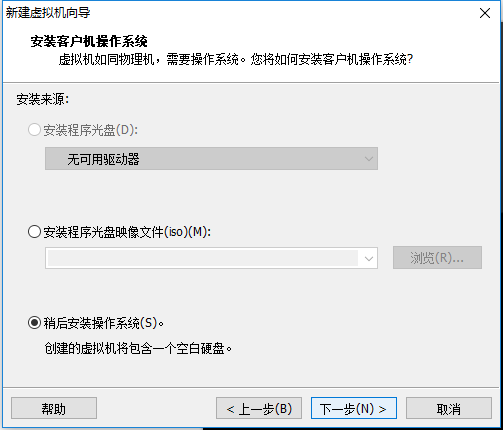 新建虚拟机向导
安装客户机操作系统
虚拟机如同物理机，需要操作系统。您将如何安装客户机操作系统?
安装来源:
安装程序光盘(D):
无可用驱动器
安装程序光盘映像文件(iso)(M):
浏览(R)...
稍后安装操作系统(S)。
创建的虚拟机将包含一个空白硬盘。
帮助
< 上一步(B)
下一步(N) >
取消